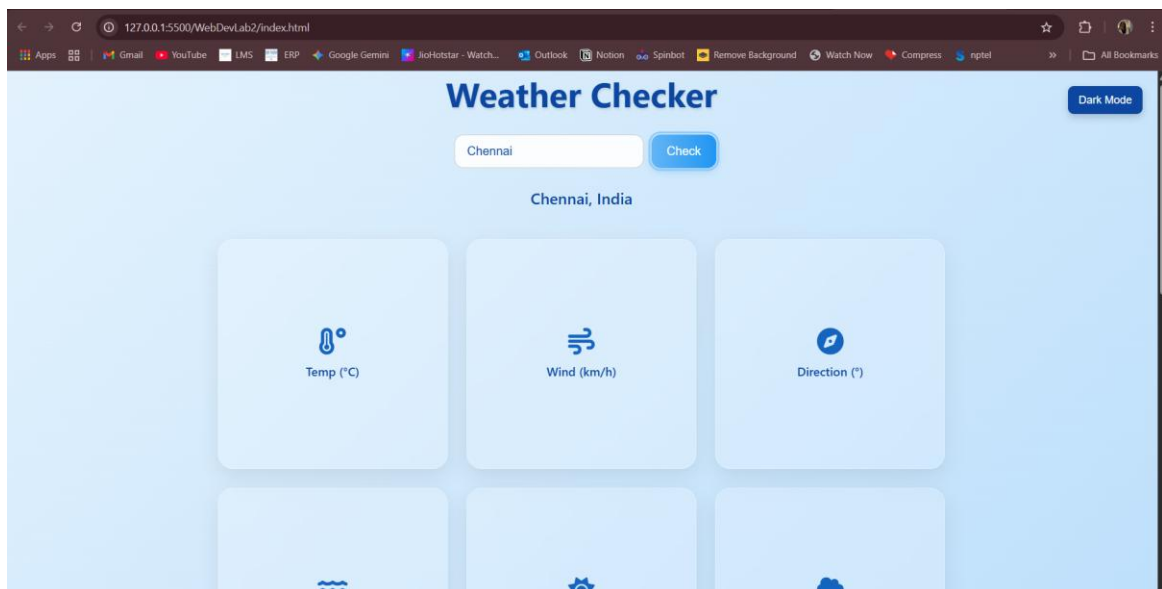 127.0.0.1:5500/WebDevLab2/index.html
Apps Gmail YouTube LMS ERP Google Gemini JioHotstar - Watch... Outlook Notion Spinbot Remove Background Watch Now Compress nptel » All Bookmarks
Weather Checker
Dark Mode
Chennai Check
Chennai, India
Temp (°C) Wind (km/h) Direction (°)